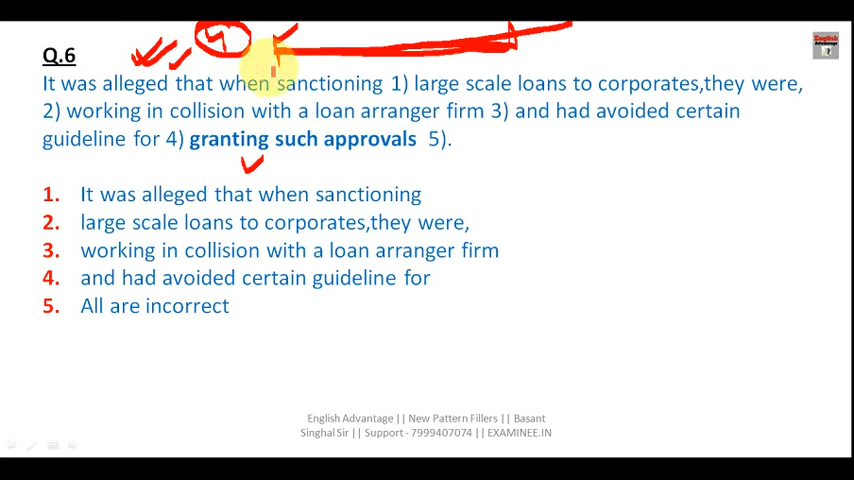 Q.6
English
Advantage
It was alleged that when sanctioning 1) large scale loans to corporates,they were,
2) working in collision with a loan arranger firm 3) and had avoided certain
guideline for 4) granting such approvals 5).
1. It was alleged that when sanctioning
2. large scale loans to corporates,they were,
3. working in collision with a loan arranger firm
4. and had avoided certain guideline for
5. All are incorrect
English Advantage || New Pattern Fillers || Basant
Singhal Sir || Support - 7999407074 || EXAMINEE.IN